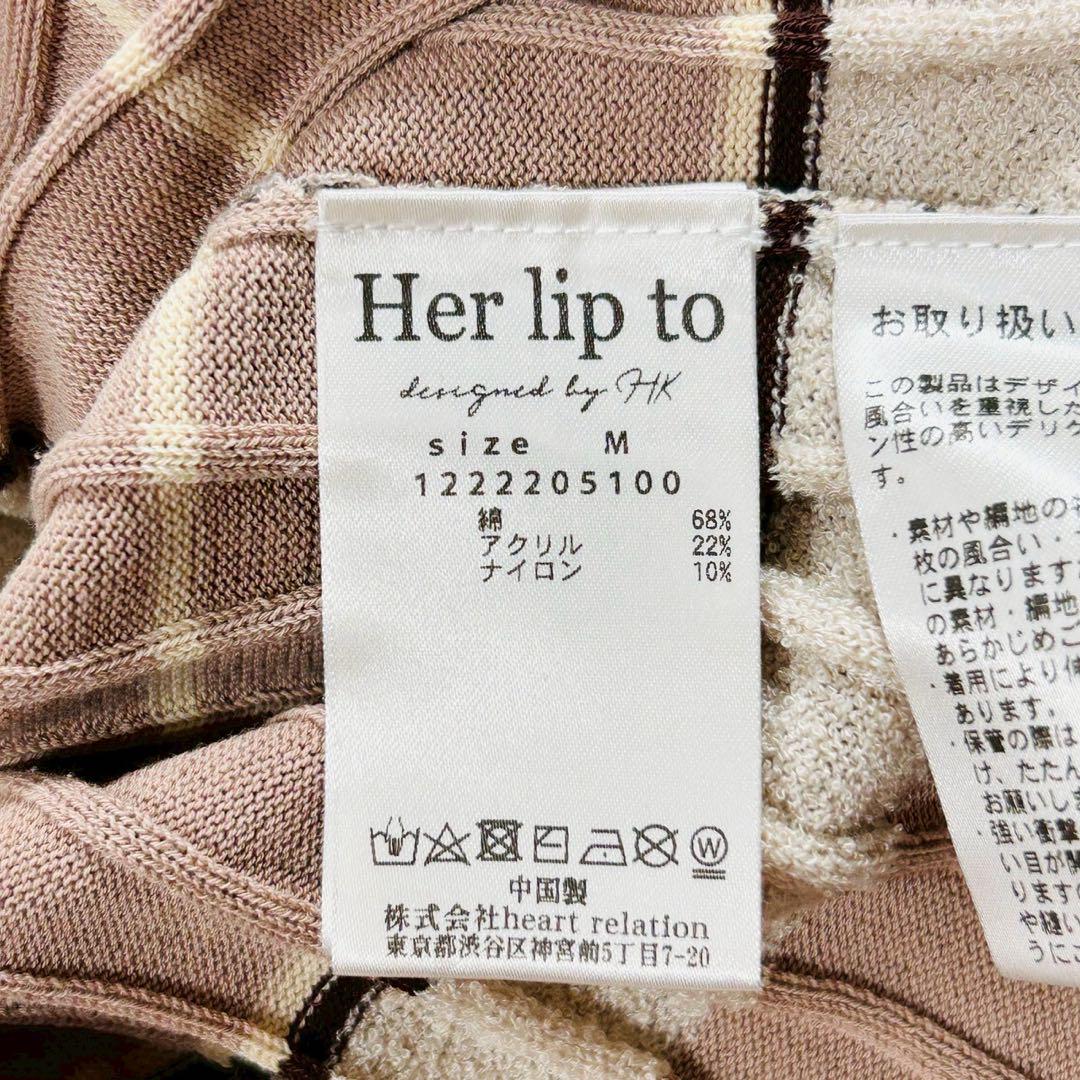 Her lip to
designed by HK
size M
1222205100
綿 68%
アクリル 22%
ナイロン 10%
W
中国製
株式会社heart relation
東京都渋谷区神宮前5丁目7-20
お取り扱い
この製品はデザイ
風合いを重視した
ン性の高いデリケ
す。
・素材や編地の
枚の風合い・
に異なります
の素材・編地
あらかじめご
・着用により伸
あります。
・保管の際は
け、たたん
お願いしま
・強い衝撃
い目が開
ります
や縫い
うにこ